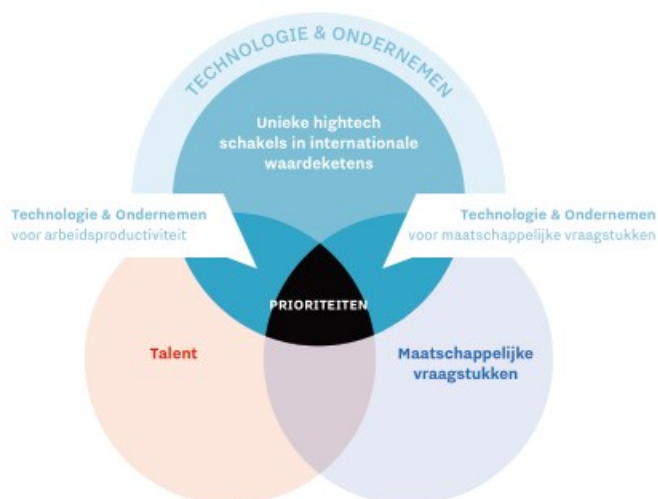 TECHNOLOGIE & ONDERNEMEN
Unieke hightech
schakels in internationale
waardeketens
Technologie & Ondernemen
voor arbeidsproductiviteit
Technologie & Ondernemen
voor maatschappelijke vraagstukken
PRIORITEITEN
Talent
Maatschappelijke
vraagstukken